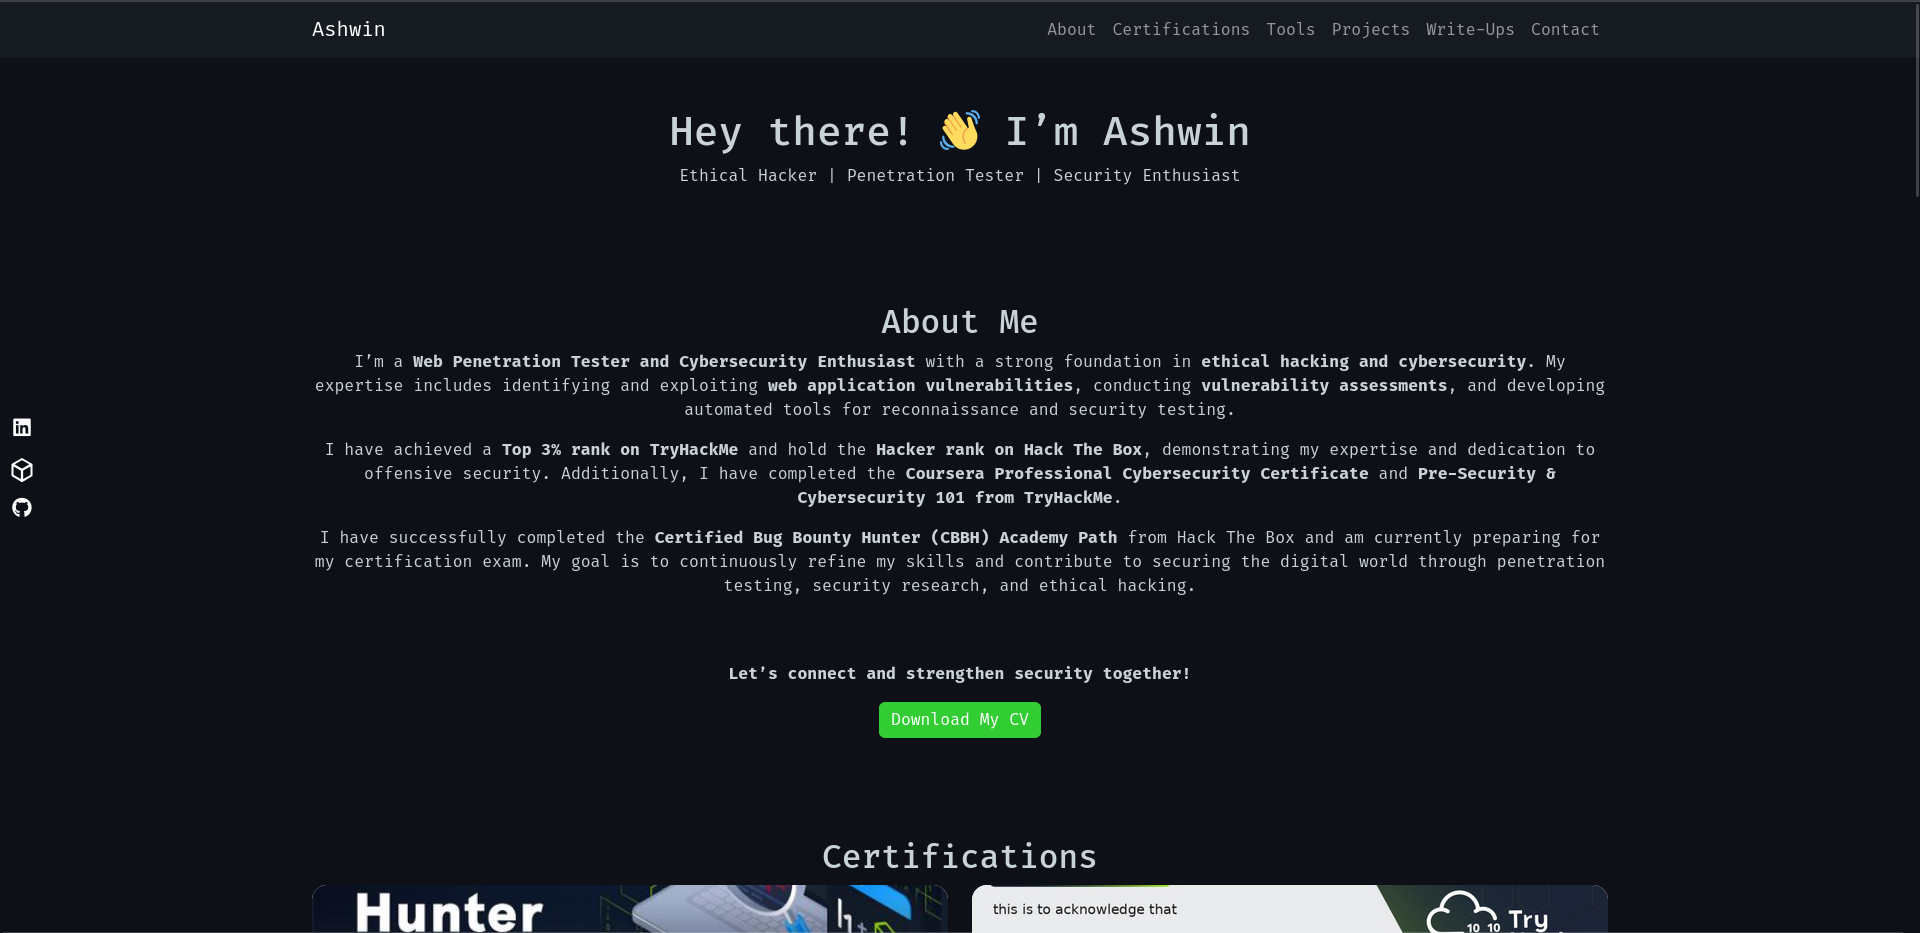 Ashwin
About Certifications Tools Projects Write-Ups Contact
Hey there! 👋 I’m Ashwin
Ethical Hacker | Penetration Tester | Security Enthusiast
About Me
I’m a Web Penetration Tester and Cybersecurity Enthusiast with a strong foundation in ethical hacking and cybersecurity. My
expertise includes identifying and exploiting web application vulnerabilities, conducting vulnerability assessments, and developing
automated tools for reconnaissance and security testing.
I have achieved a Top 3% rank on TryHackMe and hold the Hacker rank on Hack The Box, demonstrating my expertise and dedication to
offensive security. Additionally, I have completed the Coursera Professional Cybersecurity Certificate and Pre-Security &
Cybersecurity 101 from TryHackMe.
I have successfully completed the Certified Bug Bounty Hunter (CBBH) Academy Path from Hack The Box and am currently preparing for
my certification exam. My goal is to continuously refine my skills and contribute to securing the digital world through penetration
testing, security research, and ethical hacking.
Let’s connect and strengthen security together!
Download My CV
Certifications
Hunter
this is to acknowledge that
Try
10 10